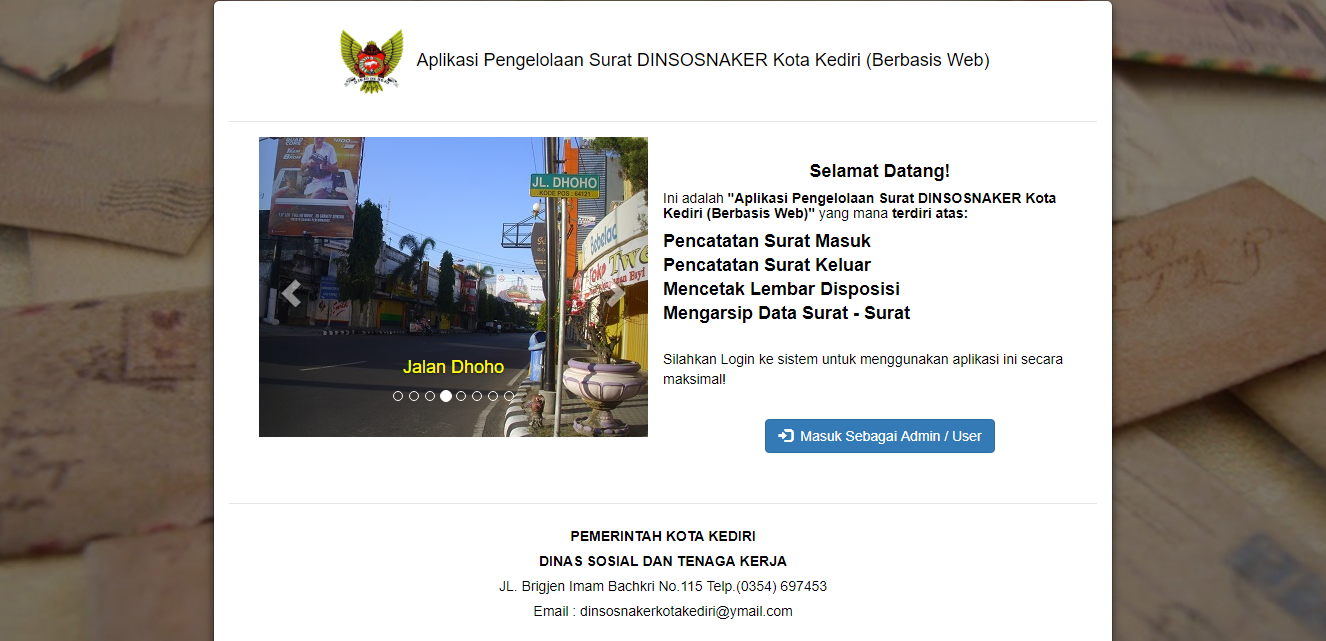 Aplikasi Pengelolaan Surat DINSOSNAKER Kota Kediri (Berbasis Web)
JL. DHOHO
KODE POS : 64121
Bebelac
Toko
Jalan Dhoho
Selamat Datang!
Ini adalah "Aplikasi Pengelolaan Surat DINSOSNAKER Kota
Kediri (Berbasis Web)" yang mana terdiri atas:
Pencatatan Surat Masuk
Pencatatan Surat Keluar
Mencetak Lembar Disposisi
Mengarsip Data Surat - Surat
Silahkan Login ke sistem untuk menggunakan aplikasi ini secara
maksimal!
Masuk Sebagai Admin / User
PEMERINTAH KOTA KEDIRI
DINAS SOSIAL DAN TENAGA KERJA
JL. Brigjen Imam Bachkri No.115 Telp.(0354) 697453
Email : dinsosnakerkotakediri@ymail.com